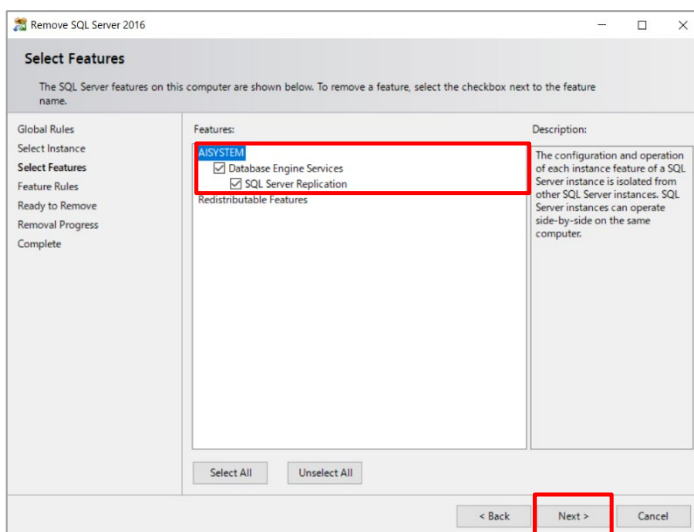 Remove SQL Server 2016
Select Features
The SQL Server features on this computer are shown below. To remove a feature, select the checkbox next to the feature
name.
Global Rules
Select Instance
Select Features
Feature Rules
Ready to Remove
Removal Progress
Complete
Features:
AISYSTEM
Database Engine Services
SQL Server Replication
Redistributable Features
Select All
Unselect All
Description:
The configuration and operation
of each instance feature of a SQL
Server instance is isolated from
other SQL Server instances. SQL
Server instances can operate
side-by-side on the same
computer.
< Back
Next >
Cancel